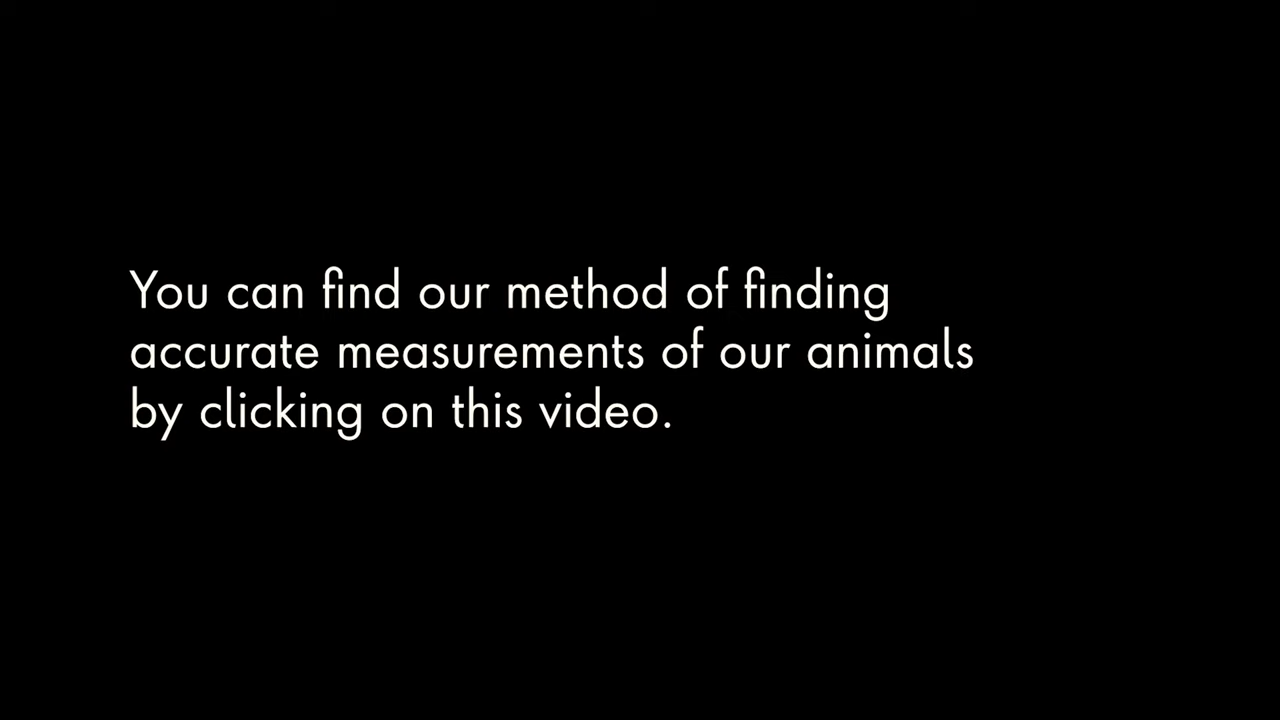 You can find our method of finding
accurate measurements of our animals
by clicking on this video.